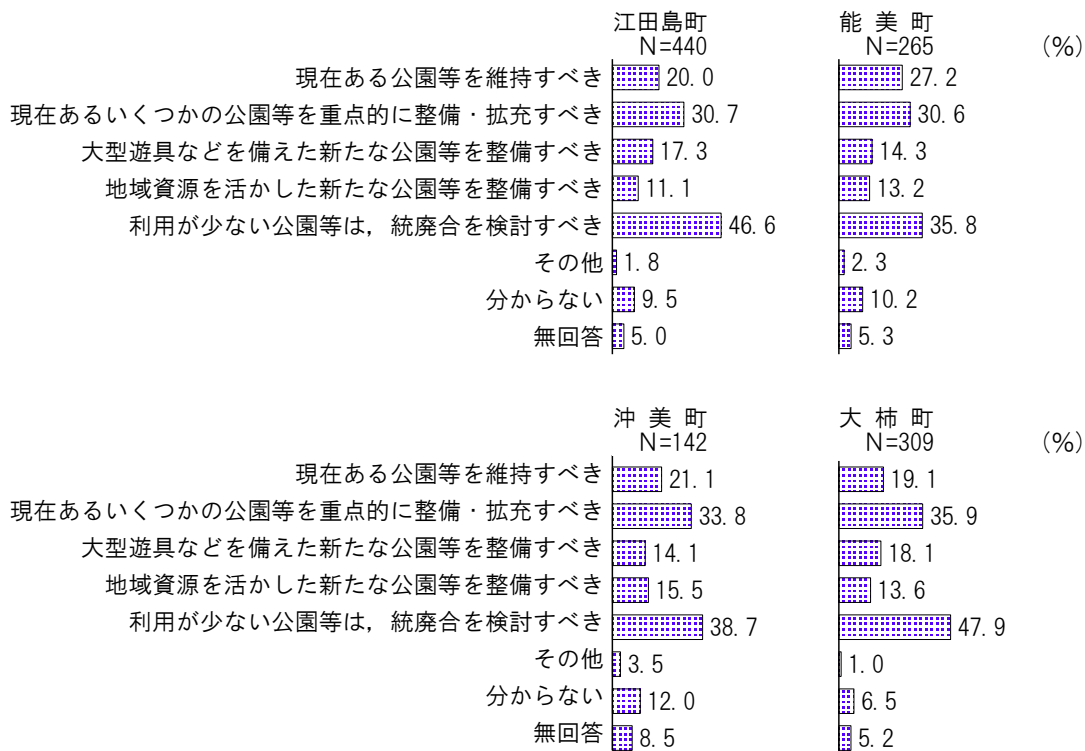 江田島町 能 美 町
N=440 N=265 (%)
現在ある公園等を維持すべき 20.0 27.2
現在あるいくつかの公園等を重点的に整備・拡充すべき 30.7 30.6
大型遊具などを備えた新たな公園等を整備すべき 17.3 14.3
地域資源を活かした新たな公園等を整備すべき 11.1 13.2
利用が少ない公園等は，統廃合を検討すべき 46.6 35.8
その他 1.8 2.3
分からない 9.5 10.2
無回答 5.0 5.3
沖 美 町 大 柿 町
N=142 N=309 (%)
現在ある公園等を維持すべき 21.1 19.1
現在あるいくつかの公園等を重点的に整備・拡充すべき 33.8 35.9
大型遊具などを備えた新たな公園等を整備すべき 14.1 18.1
地域資源を活かした新たな公園等を整備すべき 15.5 13.6
利用が少ない公園等は，統廃合を検討すべき 38.7 47.9
その他 3.5 1.0
分からない 12.0 6.5
無回答 8.5 5.2